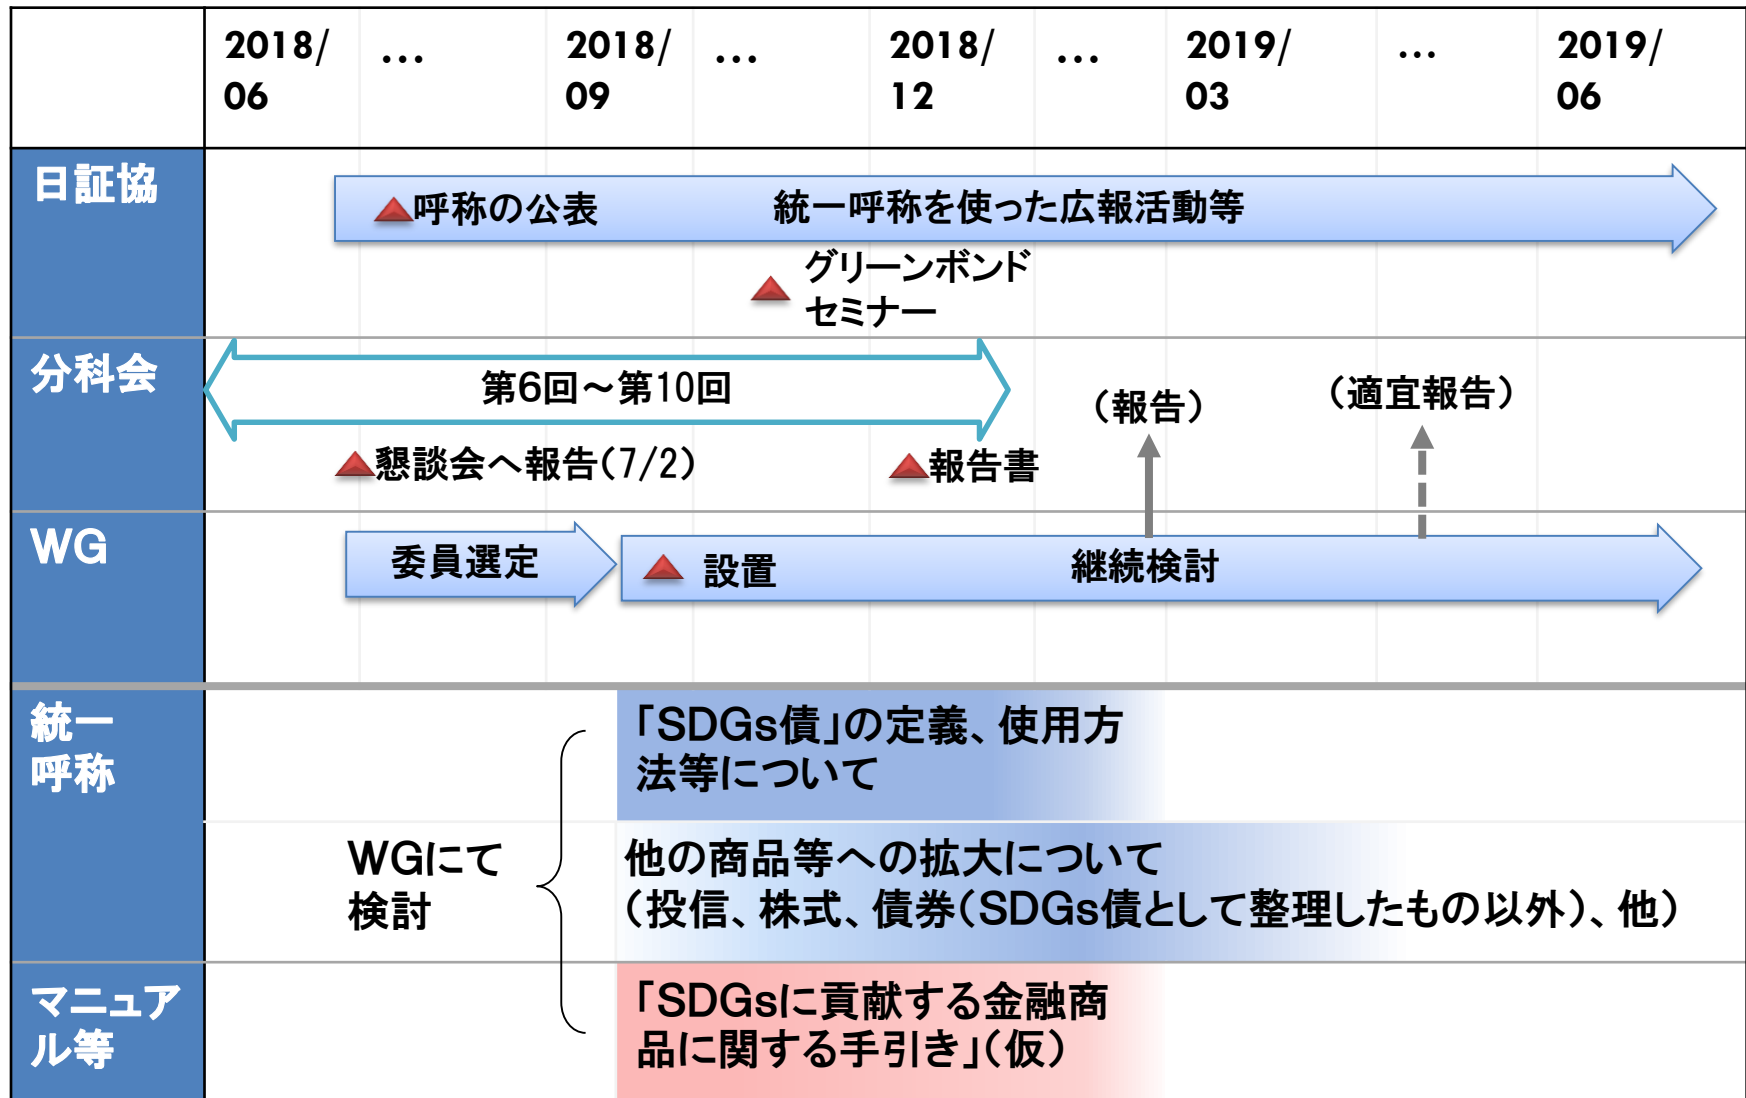 2018/ … 2018/ … 2018/ … 2019/ … 2019/
06 09 12 03 06
日証協
呼称の公表 統一呼称を使った広報活動等
グリーンボンド
セミナー
分科会
第6回～第10回
（報告）
（適宜報告）
懇談会へ報告（7/2）
報告書
WG
委員選定
設置 継続検討
統一
呼称
「SDGs債」の定義、使用方
法等について
WGにて
検討
他の商品等への拡大について
（投信、株式、債券（SDGs債として整理したもの以外）、他）
マニュア
ル等
「SDGsに貢献する金融商
品に関する手引き」（仮）